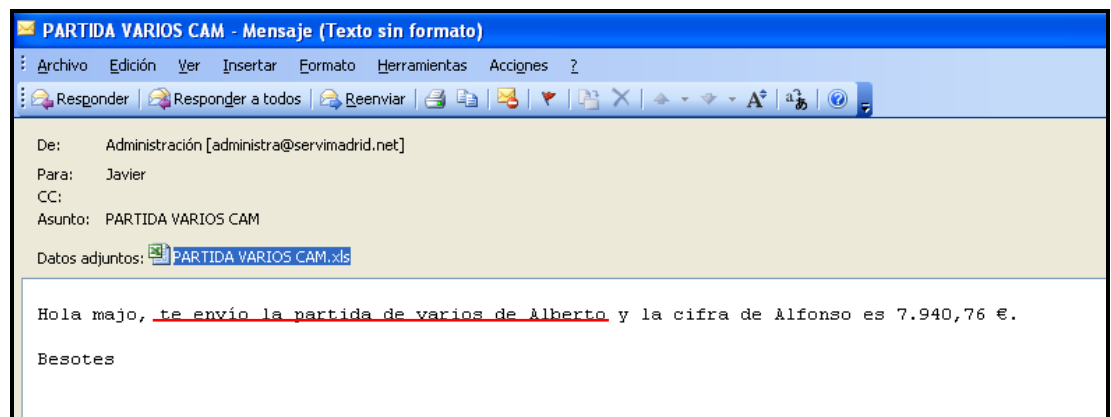 PARTIDA VARIOS CAM - Mensaje (Texto sin formato)
Archivo Edición Ver Insertar Formato Herramientas Acciones ?
Responder Responder a todos Reenviar
De: Administración [administra@servimadrid.net]
Para: Javier
CC:
Asunto: PARTIDA VARIOS CAM
Datos adjuntos: PARTIDA VARIOS CAM.xls
Hola majo, te envío la partida de varios de Alberto y la cifra de Alfonso es 7.940,76 €.
Besotes